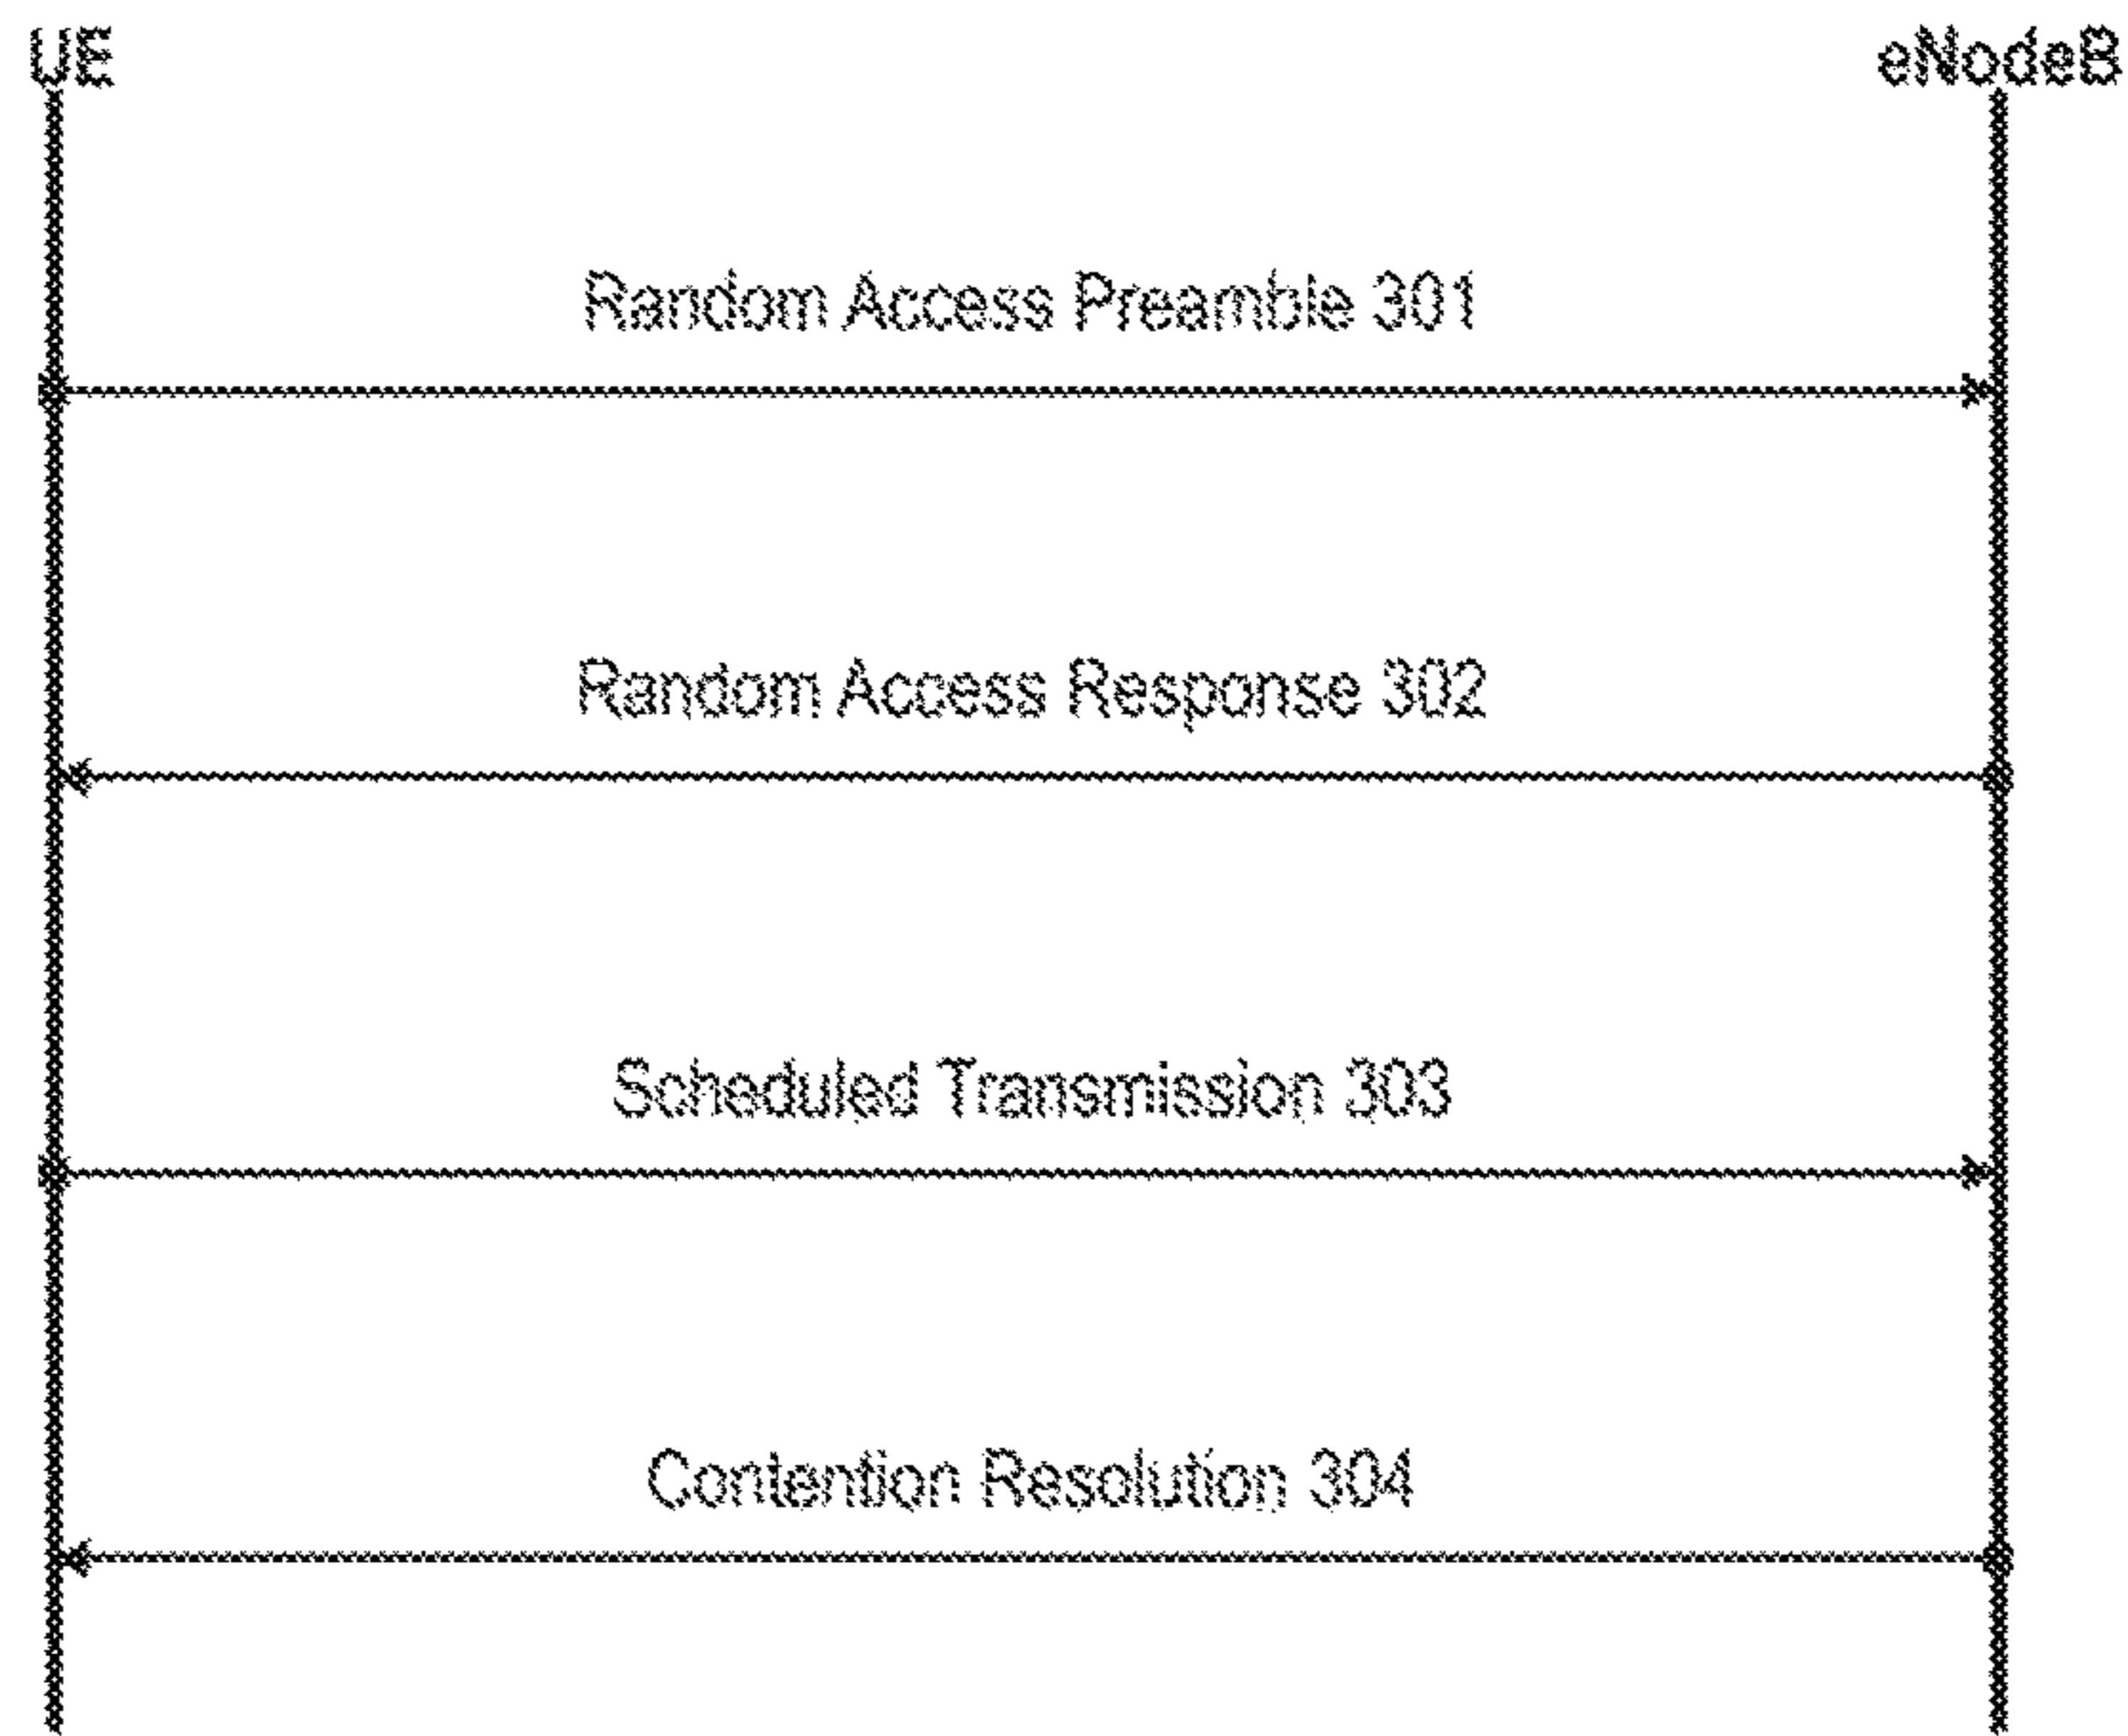 UE
eNodeB
Random Access Preamble 301
Random Access Response 302
Scheduled Transmission 303
Contention Resolution 304